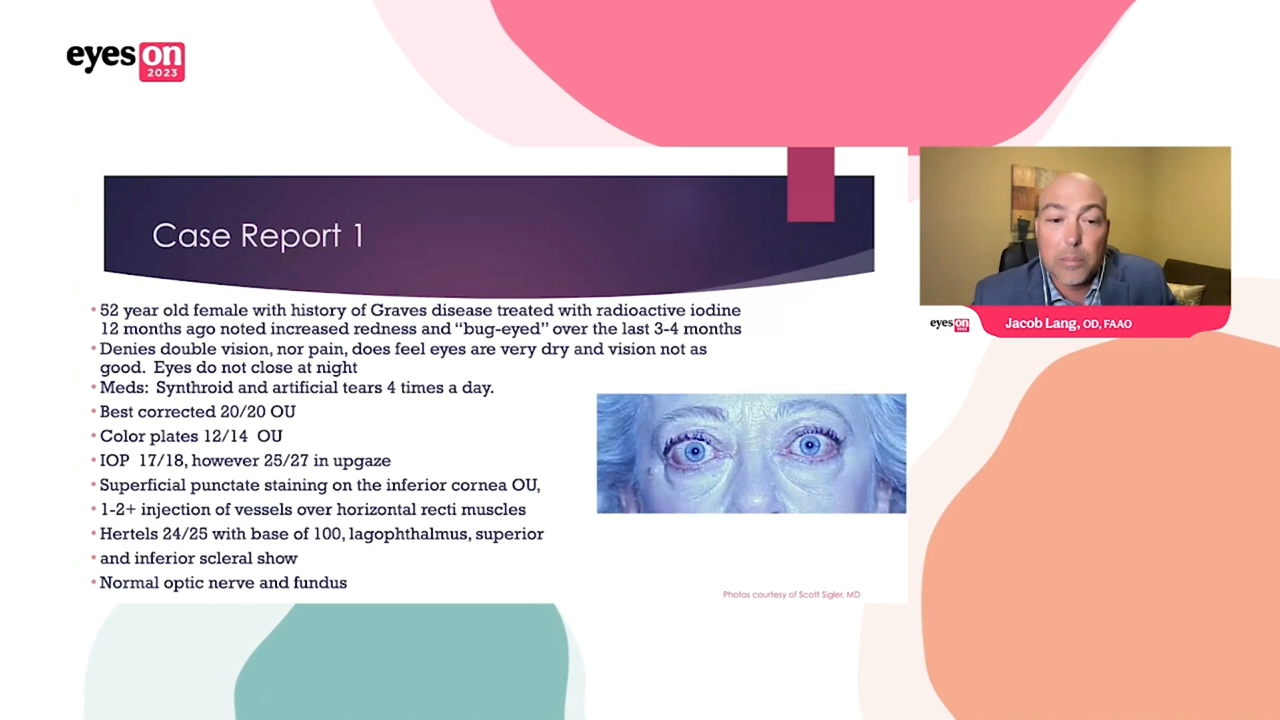 eyes on
2023
Case Report 1
• 52 year old female with history of Graves disease treated with radioactive iodine
12 months ago noted increased redness and “bug-eyed” over the last 3-4 months
• Denies double vision, nor pain, does feel eyes are very dry and vision not as
good. Eyes do not close at night
• Meds: Synthroid and artificial tears 4 times a day.
• Best corrected 20/20 OU
• Color plates 12/14 OU
• IOP 17/18, however 25/27 in upgaze
• Superficial punctate staining on the inferior cornea OU,
• 1-2+ injection of vessels over horizontal recti muscles
• Hertels 24/25 with base of 100, lagophthalmus, superior
• and inferior scleral show
• Normal optic nerve and fundus
Photos courtesy of Scott Sigler, MD
eyes on
2023
Jacob Lang, OD, FAAO